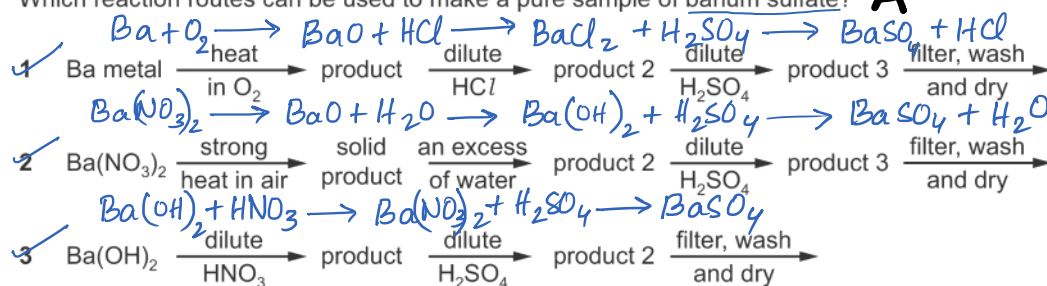 Which reaction routes can be used to make a pure sample of barium sulfate? A
Ba + O₂ ⟶ BaO + HCl ⟶ BaCl₂ + H₂SO₄ ⟶ BaSO₄ + HCl
1 Ba metal heat in O₂ → product dilute HCl → product 2 dilute H₂SO₄ → product 3 filter, wash and dry →
Ba(NO₃)₂ ⟶ BaO + H₂O ⟶ Ba(OH)₂ + H₂SO₄ ⟶ BaSO₄ + H₂O
2 Ba(NO₃)₂ strong heat in air → solid product an excess of water → product 2 dilute H₂SO₄ → product 3 filter, wash and dry →
Ba(OH)₂ + HNO₃ ⟶ Ba(NO₃)₂ + H₂SO₄ ⟶ BaSO₄
3 Ba(OH)₂ dilute HNO₃ → product dilute H₂SO₄ → product 2 filter, wash and dry →